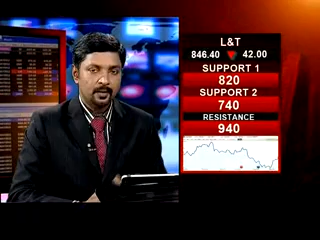 L&T
846.40 ▼ 42.00
SUPPORT 1
820
SUPPORT 2
740
RESISTANCE
940